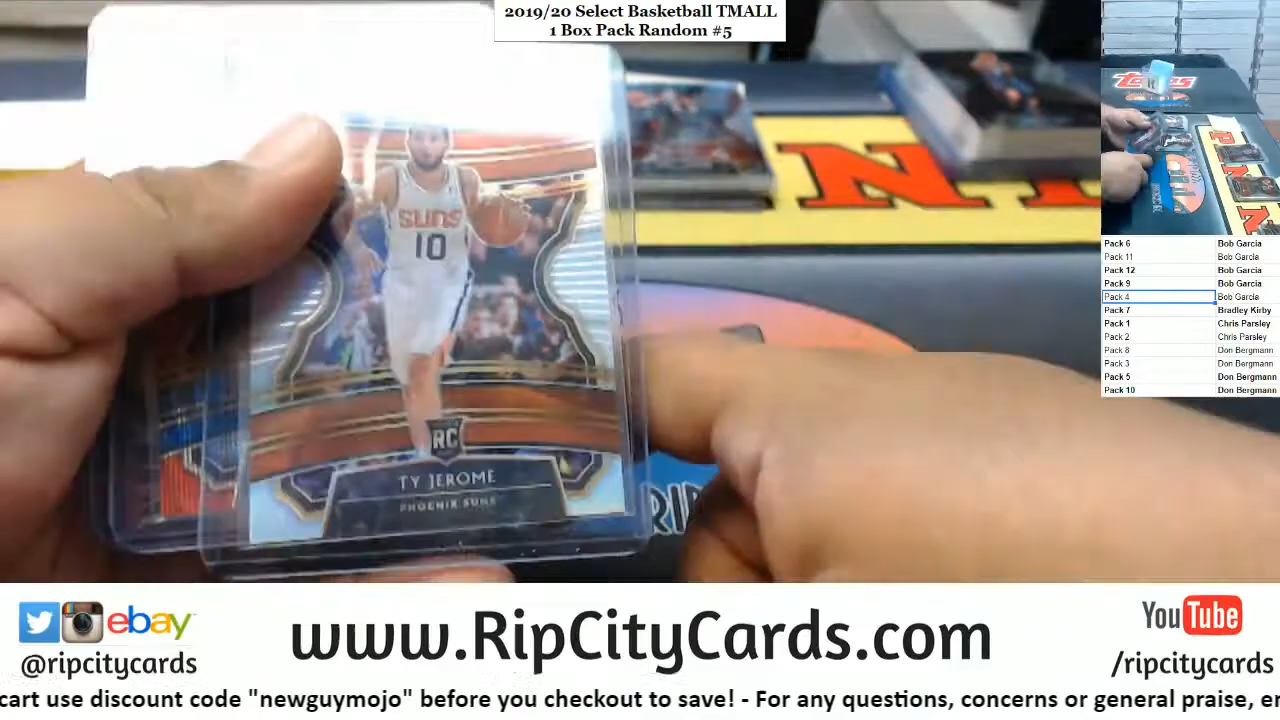 2019/20 Select Basketball TMALL
1 Box Pack Random #5
SUNS
10
RC
TY JEROME
PHOENIX SUNS
Topps
Pack 6 Bob Garcia
Pack 11 Bob Garcia
Pack 12 Bob Garcia
Pack 9 Bob Garcia
Pack 4 Bob Garcia
Pack 7 Bradley Kirby
Pack 1 Chris Parsley
Pack 2 Chris Parsley
Pack 8 Don Bergmann
Pack 3 Don Bergmann
Pack 5 Don Bergmann
Pack 10 Don Bergmann
ebay
@ripcitycards
www.RipCityCards.com
YouTube
/ripcitycards
cart use discount code "newguymojo" before you checkout to save! - For any questions, concerns or general praise, en